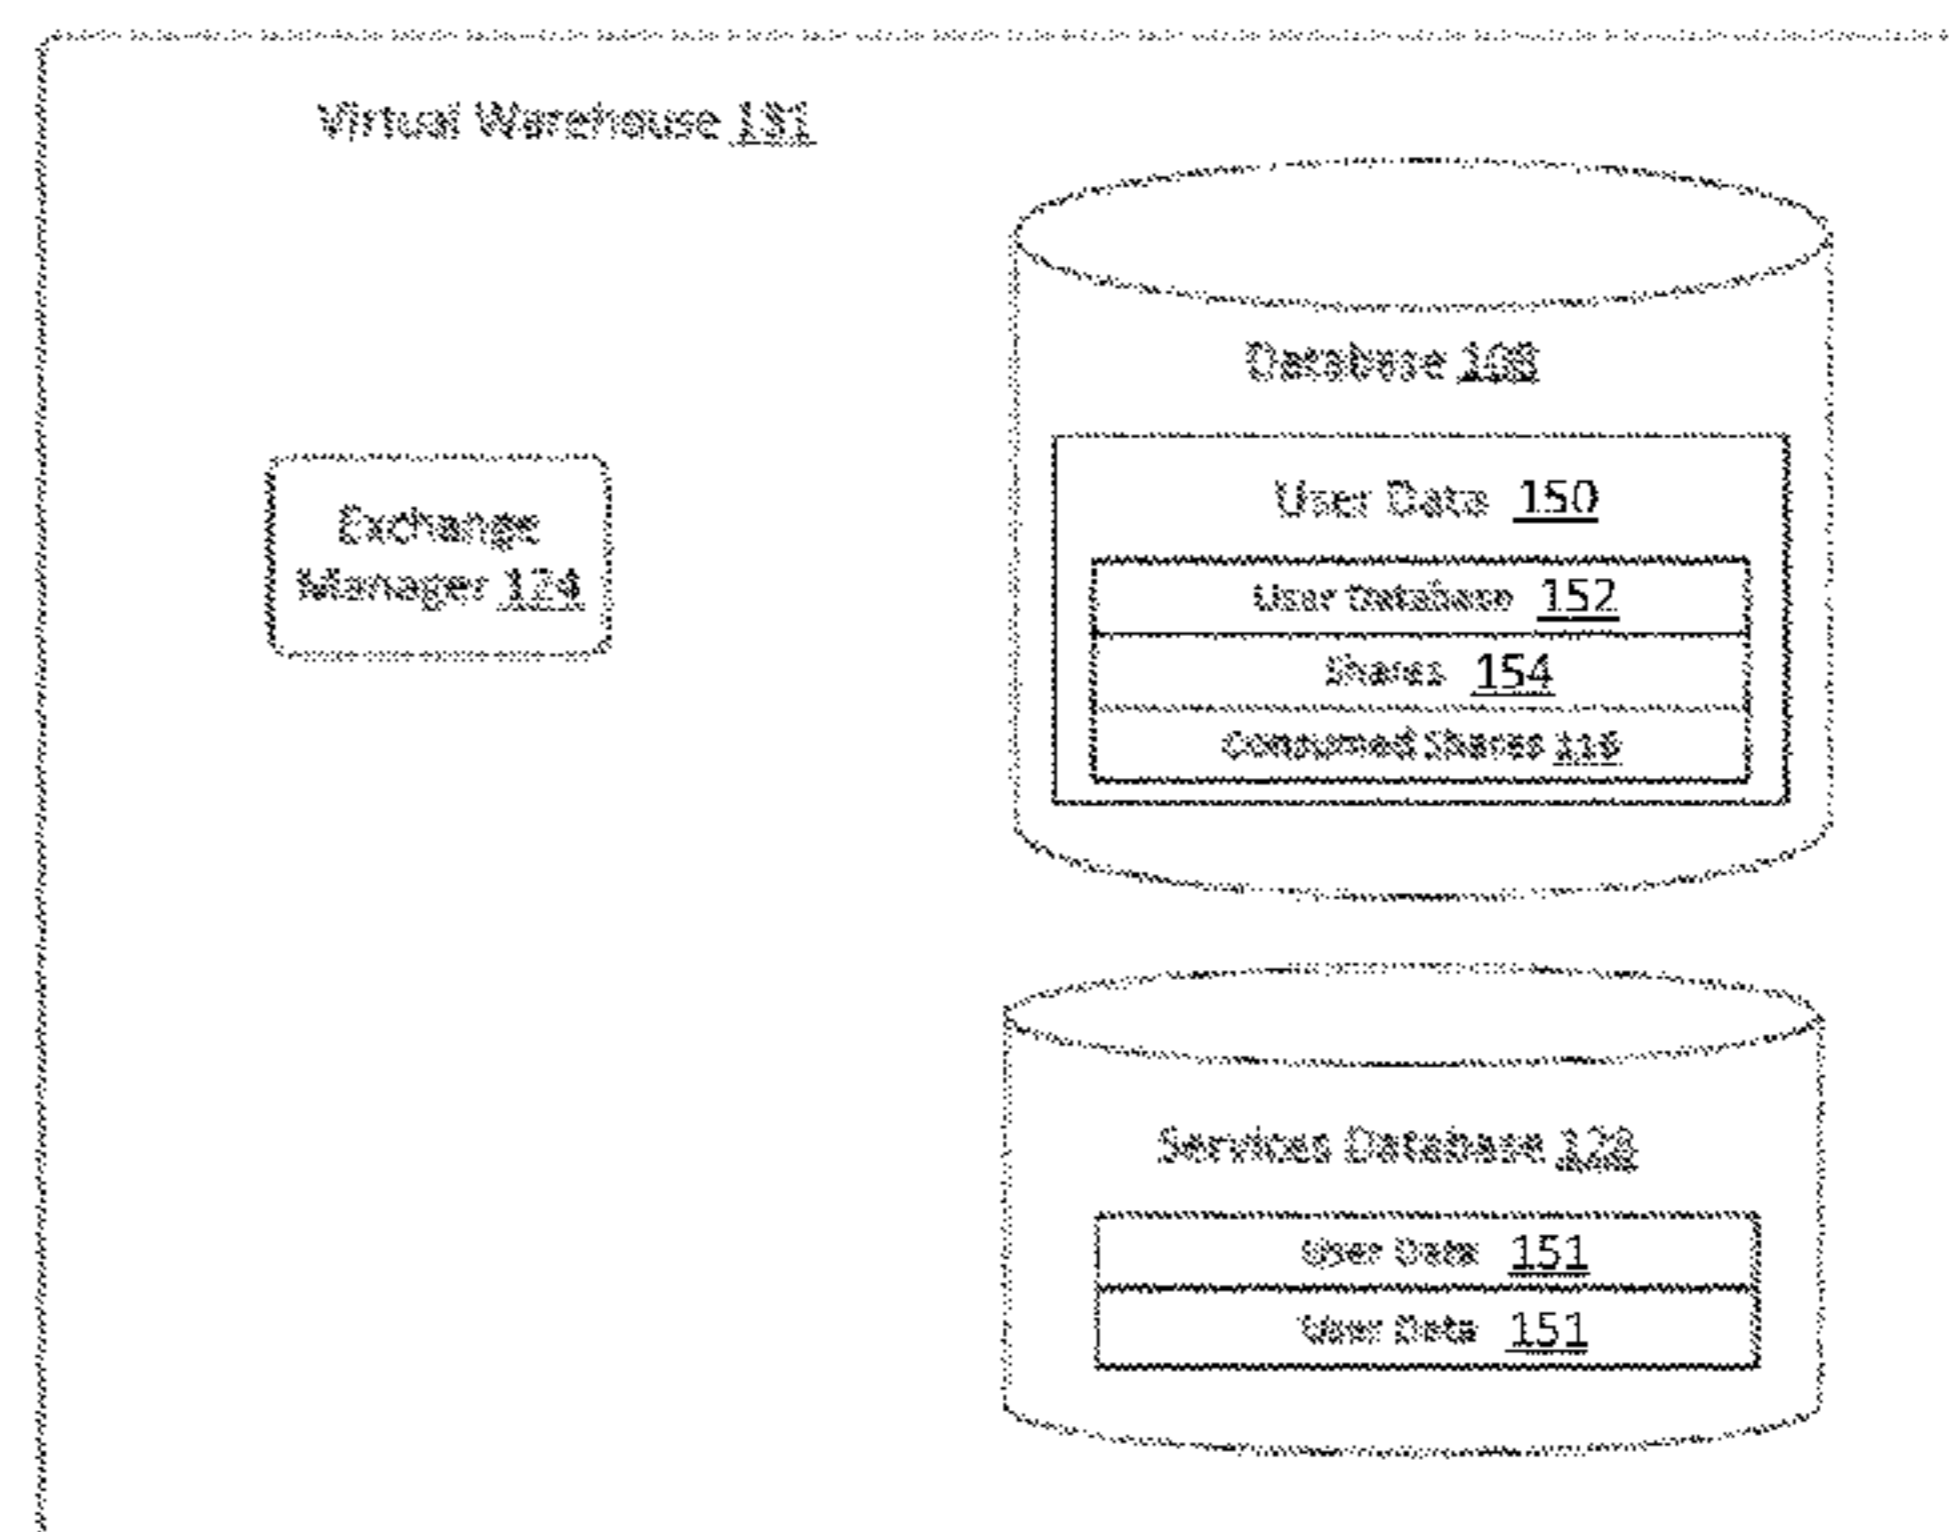 Virtual Warehouse 131
Database 108
Exchange
Manager 124
User Data 150
User Database 152
Shares 154
Consumed Shares 116
Services Database 128
User Data 151
User Data 151